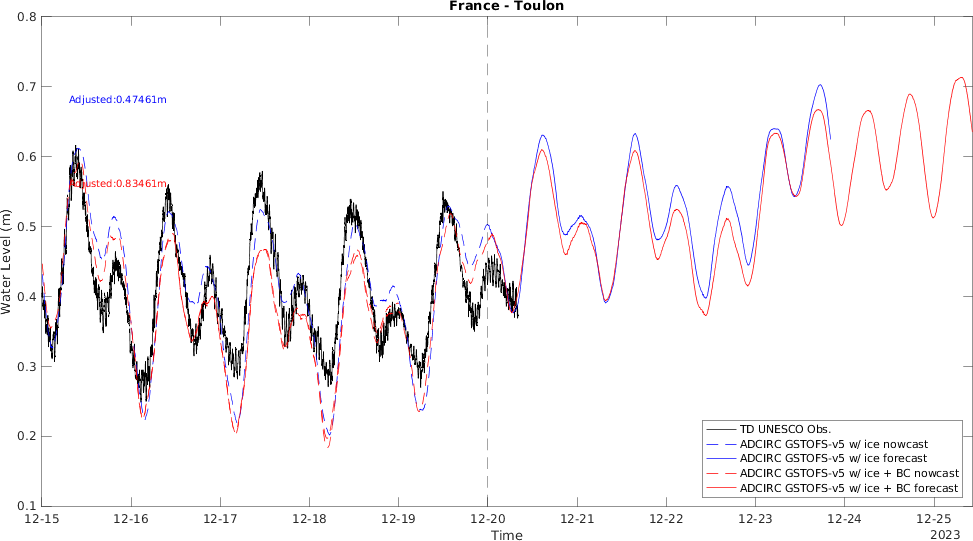 France - Toulon
0.8
0.7
0.6
0.5
0.4
0.3
0.2
0.1
Water Level (m)
Adjusted:0.47461m
Adjusted:0.83461m
TD UNESCO Obs.
ADCIRC GSTOFS-v5 w/ ice nowcast
ADCIRC GSTOFS-v5 w/ ice forecast
ADCIRC GSTOFS-v5 w/ ice + BC nowcast
ADCIRC GSTOFS-v5 w/ ice + BC forecast
12-15 12-16 12-17 12-18 12-19 12-20 12-21 12-22 12-23 12-24 12-25
Time
2023